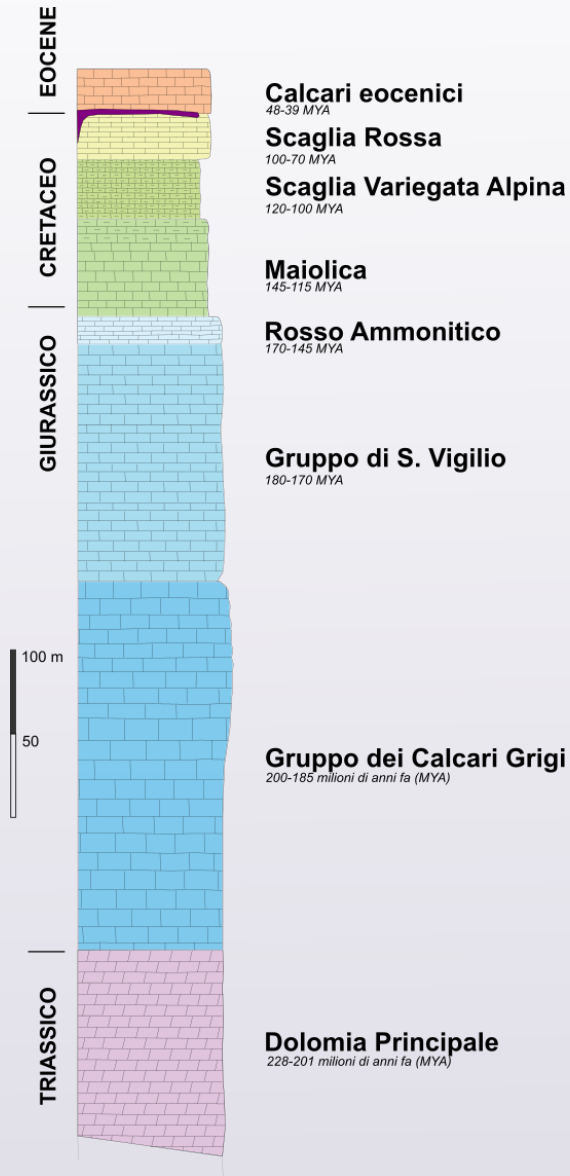 EOCENE
Calcari eocenici
48-39 MYA
Scaglia Rossa
100-70 MYA
CRETACEO
Scaglia Variegata Alpina
120-100 MYA
Maiolica
145-115 MYA
GIURASSICO
Rosso Ammonitico
170-145 MYA
Gruppo di S. Vigilio
180-170 MYA
100 m
50
Gruppo dei Calcari Grigi
200-185 milioni di anni fa (MYA)
TRIASSICO
Dolomia Principale
228-201 milioni di anni fa (MYA)